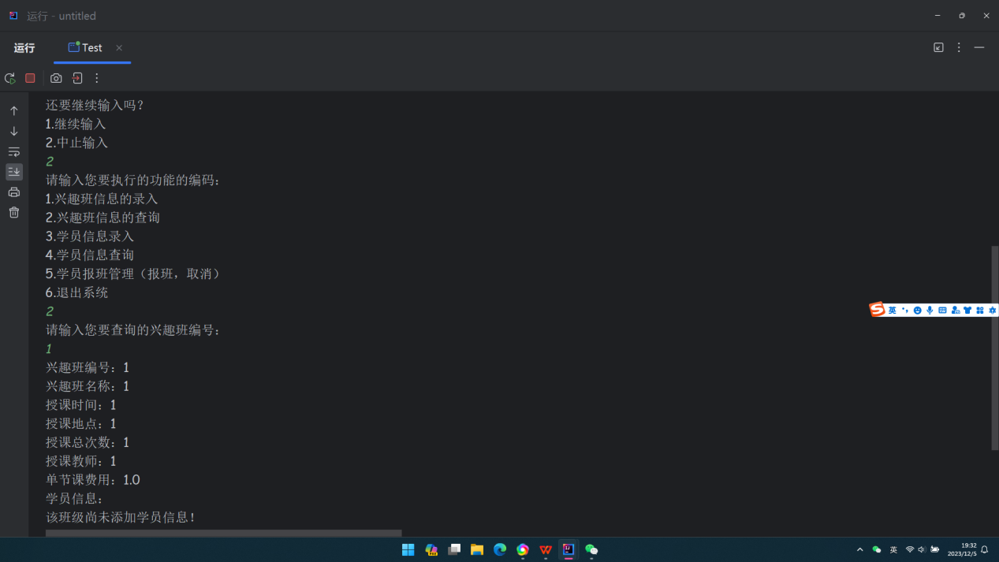 运行 - untitled
运行 Test
还要继续输入吗?
1.继续输入
2.中止输入
2
请输入您要执行的功能的编码:
1.兴趣班信息的录入
2.兴趣班信息的查询
3.学员信息录入
4.学员信息查询
5.学员报班管理（报班，取消）
6.退出系统
2
请输入您要查询的兴趣班编号:
1
兴趣班编号：1
兴趣班名称：1
授课时间：1
授课地点：1
授课总次数：1
授课教师：1
单节课费用：1.0
学员信息：
该班级尚未添加学员信息！
英
英
19:32
2023/12/5